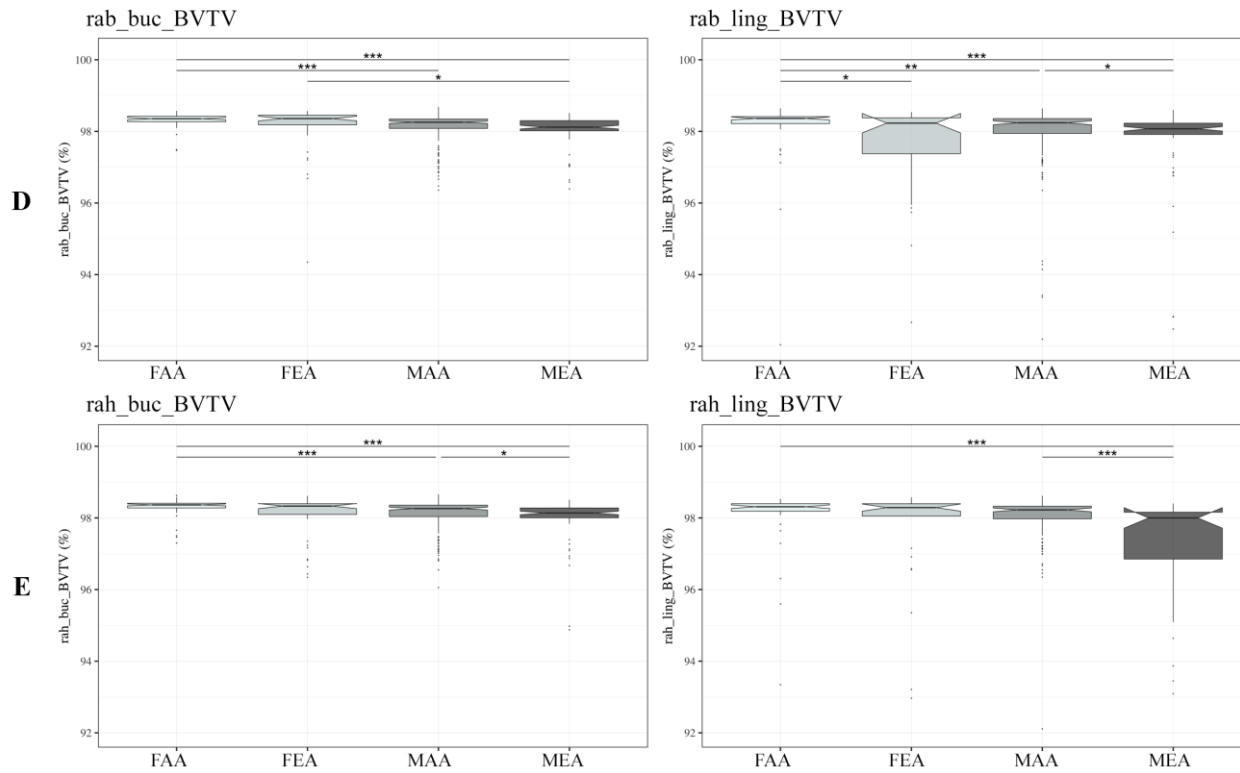 rab_buc_BVTV
rab_ling_BVTV
100
***
***
*
98
96
94
92
rab_buc_BVTV (%)
FAA
FEA
MAA
MEA
100
***
**
*
*
98
96
94
92
rab_ling_BVTV (%)
FAA
FEA
MAA
MEA
D
rah_buc_BVTV
rah_ling_BVTV
100
***
***
*
98
96
94
92
rah_buc_BVTV (%)
FAA
FEA
MAA
MEA
100
***
***
98
96
94
92
rah_ling_BVTV (%)
FAA
FEA
MAA
MEA
E